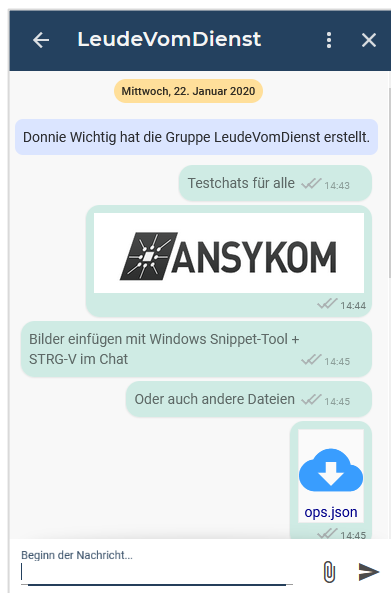 LeudeVomDienst
Mittwoch, 22. Januar 2020
Donnie Wichtig hat die Gruppe LeudeVomDienst erstellt.
Testchats für alle 14:43
ANSYKOM
14:44
Bilder einfügen mit Windows Snippet-Tool +
STRG-V im Chat 14:45
Oder auch andere Dateien 14:45
ops.json
14:45
Beginn der Nachricht...